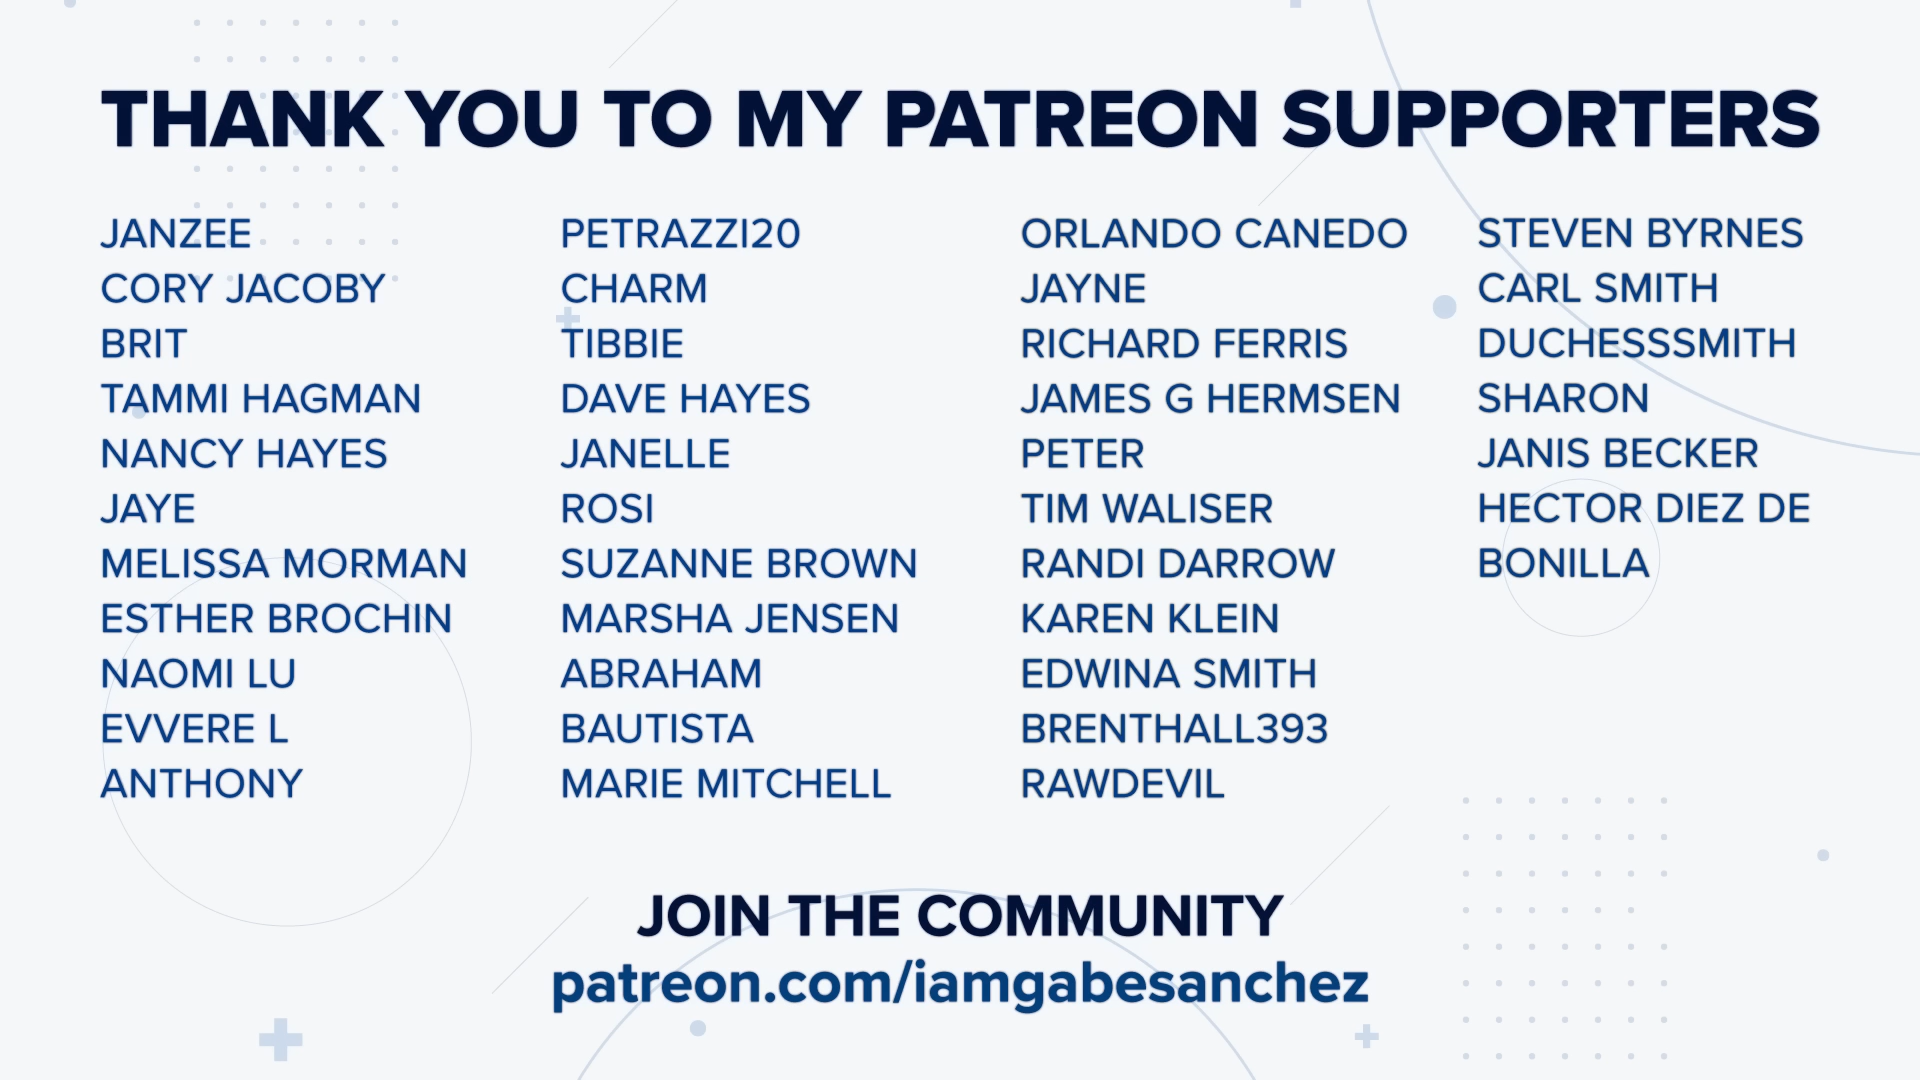 THANK YOU TO MY PATREON SUPPORTERS
JANZEE
CORY JACOBY
BRIT
TAMMI HAGMAN
NANCY HAYES
JAYE
MELISSA MORMAN
ESTHER BROCHIN
NAOMI LU
EVVERE L
ANTHONY
PETRAZZI20
CHARM
TIBBIE
DAVE HAYES
JANELLE
ROSI
SUZANNE BROWN
MARSHA JENSEN
ABRAHAM
BAUTISTA
MARIE MITCHELL
ORLANDO CANEDO
JAYNE
RICHARD FERRIS
JAMES G HERMSEN
PETER
TIM WALISER
RANDI DARROW
KAREN KLEIN
EDWINA SMITH
BRENTHALL393
RAWDEVIL
STEVEN BYRNES
CARL SMITH
DUCHESSSMITH
SHARON
JANIS BECKER
HECTOR DIEZ DE
BONILLA
JOIN THE COMMUNITY
patreon.com/iamgabesanchez